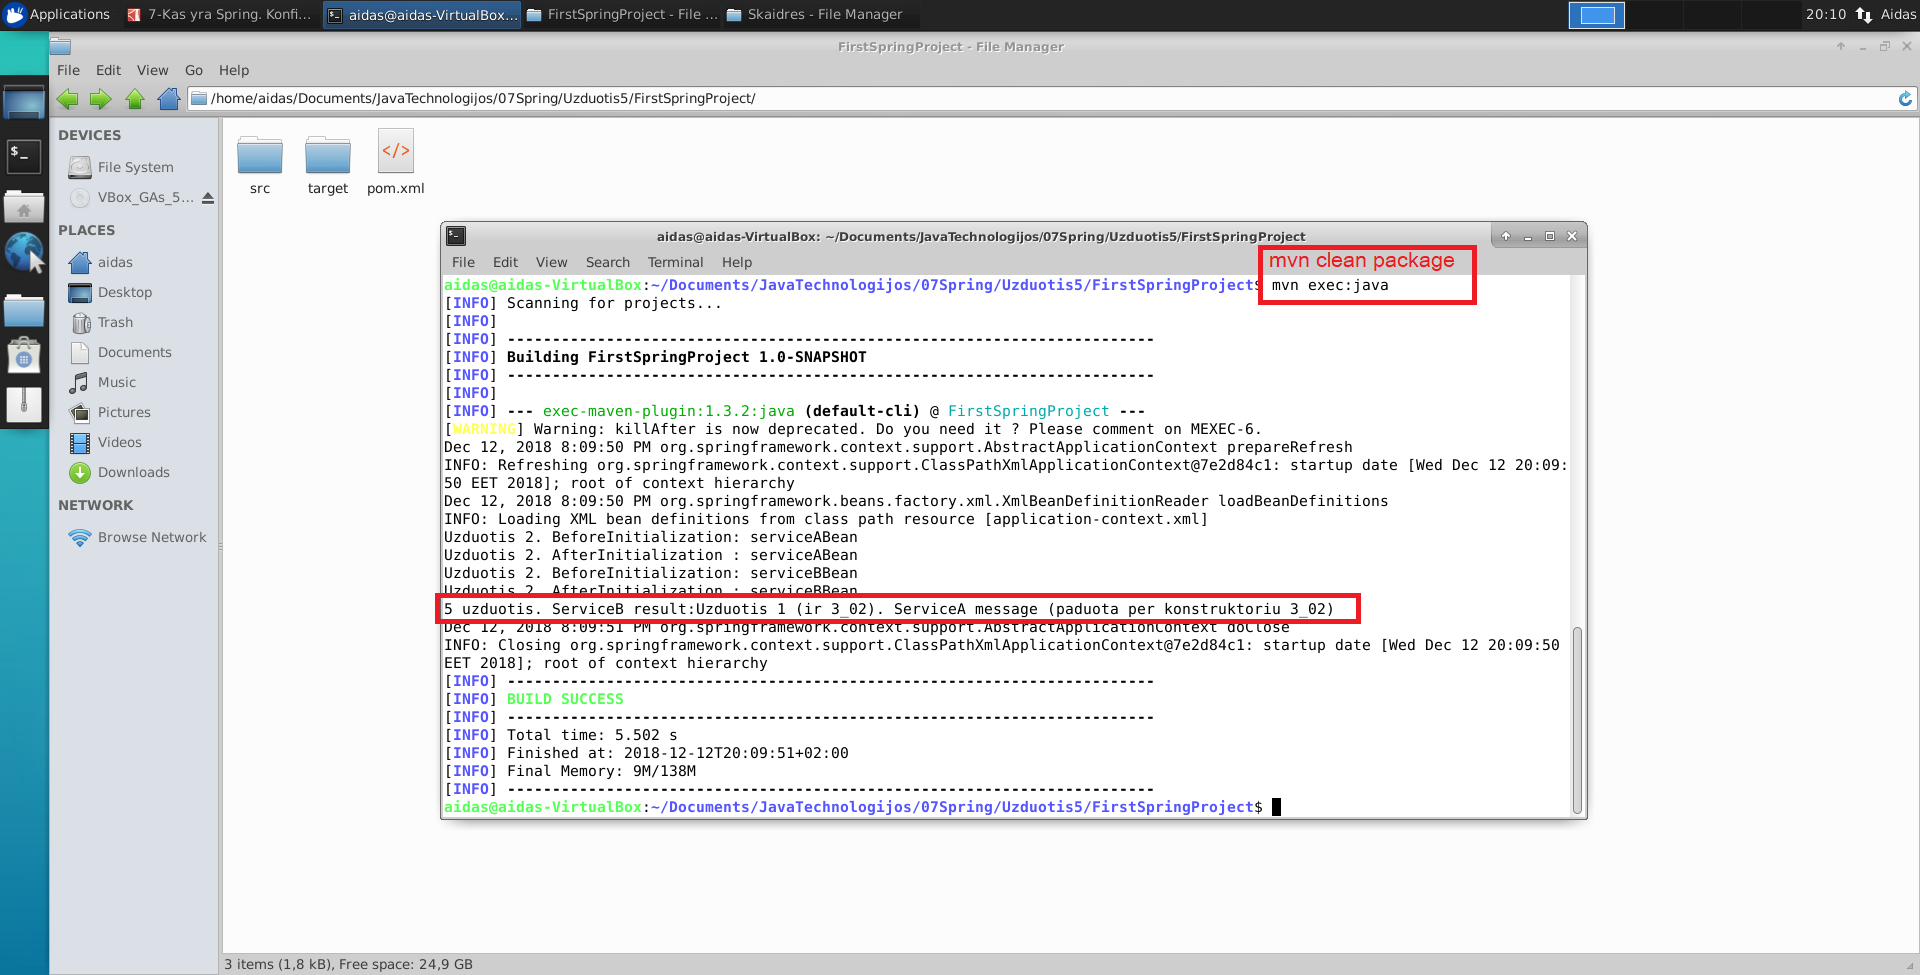 Applications
7-Kas yra Spring. Konfi...
aidas@aidas-VirtualBox...
FirstSpringProject - File ...
Skaidres - File Manager
20:10
Aidas
FirstSpringProject - File Manager
File Edit View Go Help
/home/aidas/Documents/JavaTechnologijos/07Spring/Uzduotis5/FirstSpringProject/
DEVICES
File System
VBox_GAs_5...
PLACES
aidas
Desktop
Trash
Documents
Music
Pictures
Videos
Downloads
NETWORK
Browse Network
src
target
pom.xml
aidas@aidas-VirtualBox: ~/Documents/JavaTechnologijos/07Spring/Uzduotis5/FirstSpringProject
File Edit View Search Terminal Help
mvn clean package
aidas@aidas-VirtualBox:~/Documents/JavaTechnologijos/07Spring/Uzduotis5/FirstSpringProject$ mvn exec:java
[INFO] Scanning for projects...
[INFO]
[INFO] ------------------------------------------------------------------------
[INFO] Building FirstSpringProject 1.0-SNAPSHOT
[INFO] ------------------------------------------------------------------------
[INFO]
[INFO] --- exec-maven-plugin:1.3.2:java (default-cli) @ FirstSpringProject ---
[WARNING] Warning: killAfter is now deprecated. Do you need it ? Please comment on MEXEC-6.
Dec 12, 2018 8:09:50 PM org.springframework.context.support.AbstractApplicationContext prepareRefresh
INFO: Refreshing org.springframework.context.support.ClassPathXmlApplicationContext@7e2d84c1: startup date [Wed Dec 12 20:09:
50 EET 2018]; root of context hierarchy
Dec 12, 2018 8:09:50 PM org.springframework.beans.factory.xml.XmlBeanDefinitionReader loadBeanDefinitions
INFO: Loading XML bean definitions from class path resource [application-context.xml]
Uzduotis 2. BeforeInitialization: serviceABean
Uzduotis 2. AfterInitialization : serviceABean
Uzduotis 2. BeforeInitialization: serviceBBean
Uzduotis 2. AfterInitialization : serviceBBean
5 uzduotis. ServiceB result:Uzduotis 1 (ir 3_02). ServiceA message (paduota per konstruktoriu 3_02)
Dec 12, 2018 8:09:51 PM org.springframework.context.support.AbstractApplicationContext doClose
INFO: Closing org.springframework.context.support.ClassPathXmlApplicationContext@7e2d84c1: startup date [Wed Dec 12 20:09:50
EET 2018]; root of context hierarchy
[INFO] ------------------------------------------------------------------------
[INFO] BUILD SUCCESS
[INFO] ------------------------------------------------------------------------
[INFO] Total time: 5.502 s
[INFO] Finished at: 2018-12-12T20:09:51+02:00
[INFO] Final Memory: 9M/138M
[INFO] ------------------------------------------------------------------------
aidas@aidas-VirtualBox:~/Documents/JavaTechnologijos/07Spring/Uzduotis5/FirstSpringProject$
3 items (1,8 kB), Free space: 24,9 GB